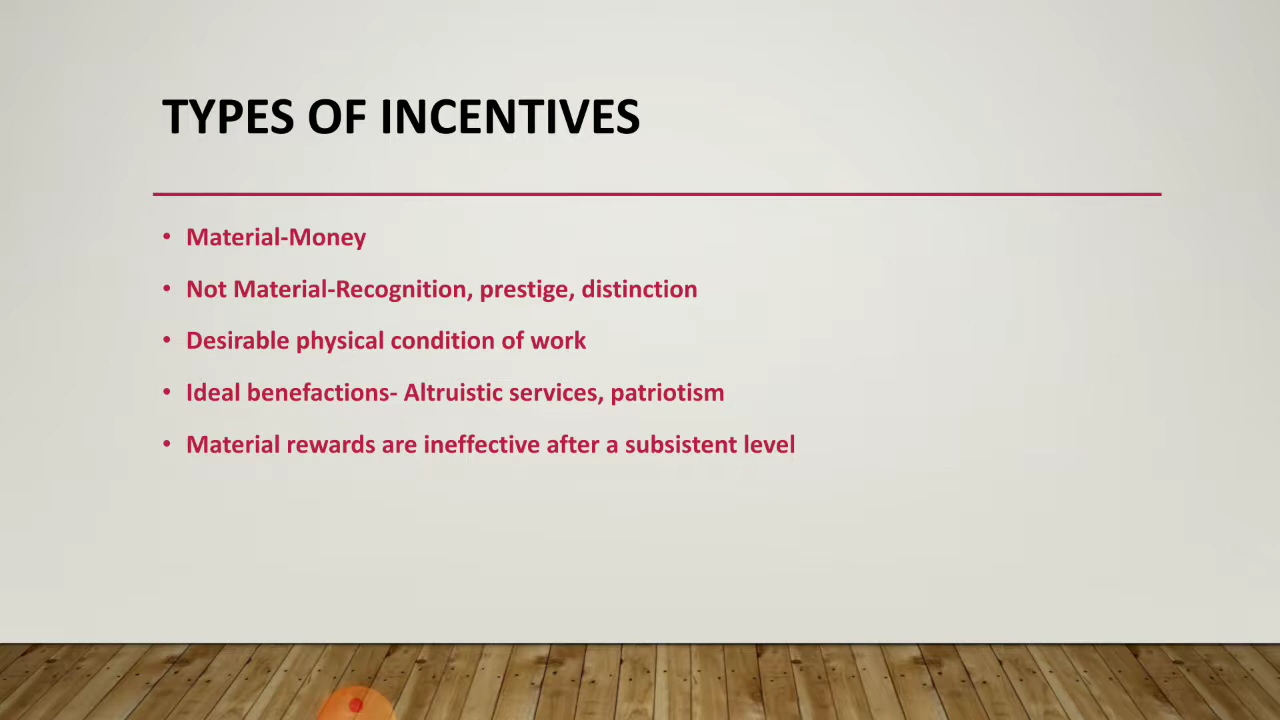 TYPES OF INCENTIVES
• Material-Money
• Not Material-Recognition, prestige, distinction
• Desirable physical condition of work
• Ideal benefactions- Altruistic services, patriotism
• Material rewards are ineffective after a subsistent level